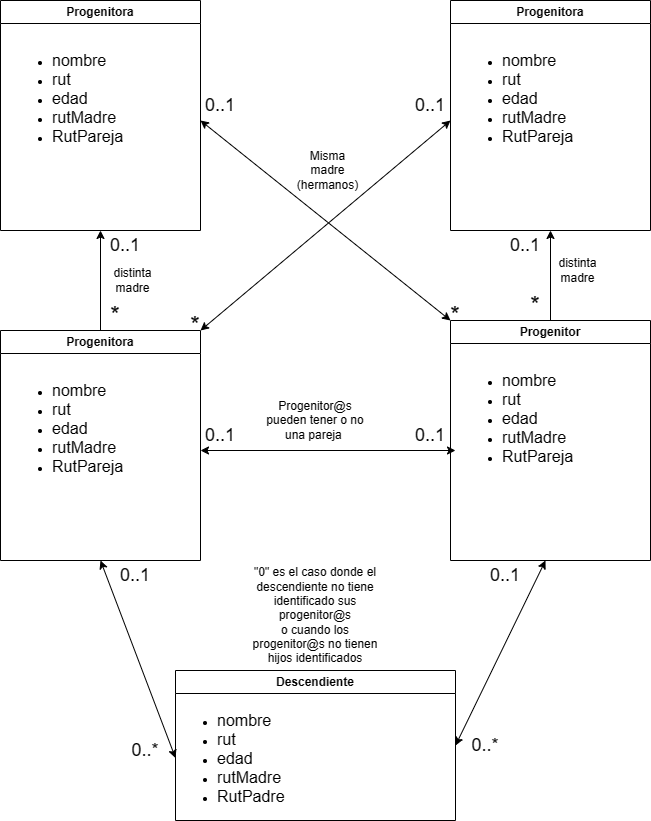 Progenitora
nombre
rut
edad
rutMadre
RutPareja
Progenitora
nombre
rut
edad
rutMadre
RutPareja
0..1
0..1
Misma
madre
(hermanos)
0..1
0..1
distinta
madre
distinta
madre
*
*
*
*
Progenitora
nombre
rut
edad
rutMadre
RutPareja
Progenitor
nombre
rut
edad
rutMadre
RutPareja
Progenitor@s
pueden tener o no
una pareja
0..1
0..1
0..1
0..1
"0" es el caso donde el
descendiente no tiene
identificado sus
progenitor@s
o cuando los
progenitor@s no tienen
hijos identificados
Descendiente
nombre
rut
edad
rutMadre
RutPadre
0..*
0..*